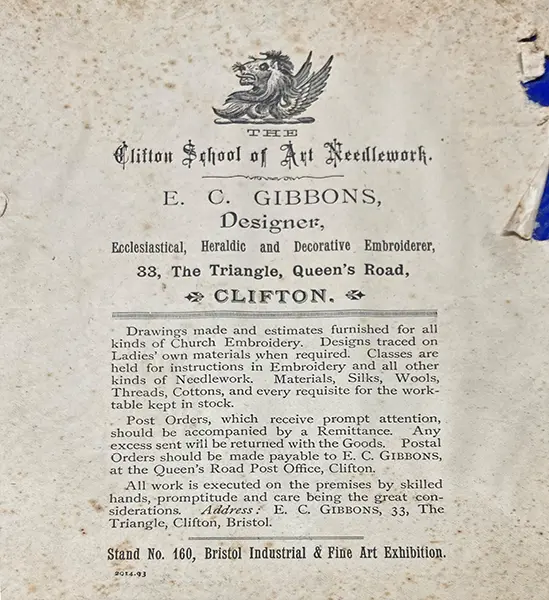 THE
Clifton School of Art Needlework.
E. C. GIBBONS,
Designer,
Ecclesiastical, Heraldic and Decorative Embroiderer,
33, The Triangle, Queen's Road,
CLIFTON.
Drawings made and estimates furnished for all
kinds of Church Embroidery. Designs traced on
Ladies' own materials when required. Classes are
held for instructions in Embroidery and all other
kinds of Needlework. Materials, Silks, Wools,
Threads, Cottons, and every requisite for the work-
table kept in stock.
Post Orders, which receive prompt attention,
should be accompanied by a Remittance. Any
excess sent will be returned with the Goods. Postal
Orders should be made payable to E. C. GIBBONS,
at the Queen's Road Post Office, Clifton.
All work is executed on the premises by skilled
hands, promptitude and care being the great con-
siderations. Address: E. C. GIBBONS, 33, The
Triangle, Clifton, Bristol.
Stand No. 160, Bristol Industrial & Fine Art Exhibition.
2914.93